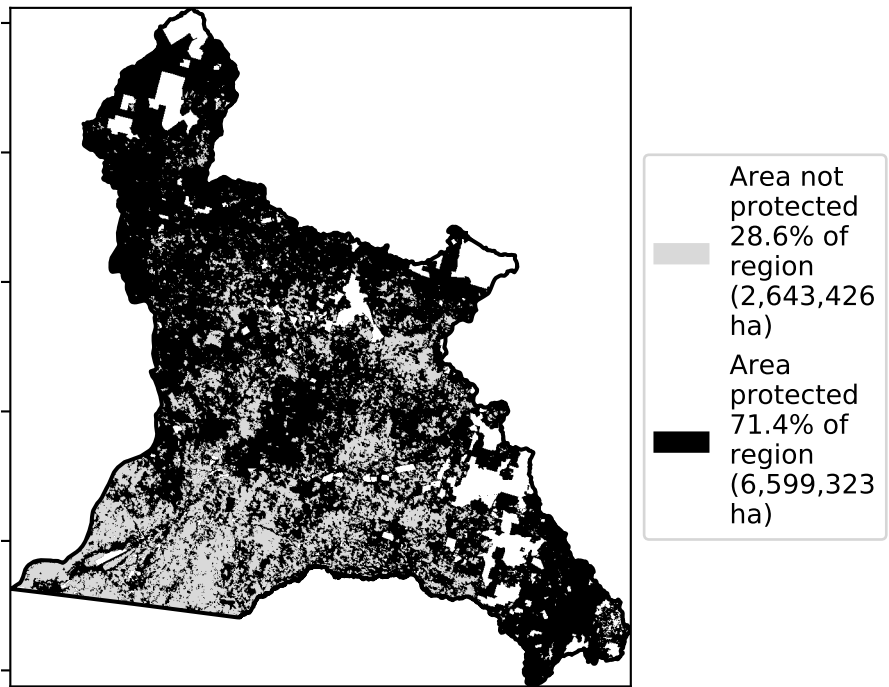 Area not
protected
28.6% of
region
(2,643,426
ha)
Area
protected
71.4% of
region
(6,599,323
ha)